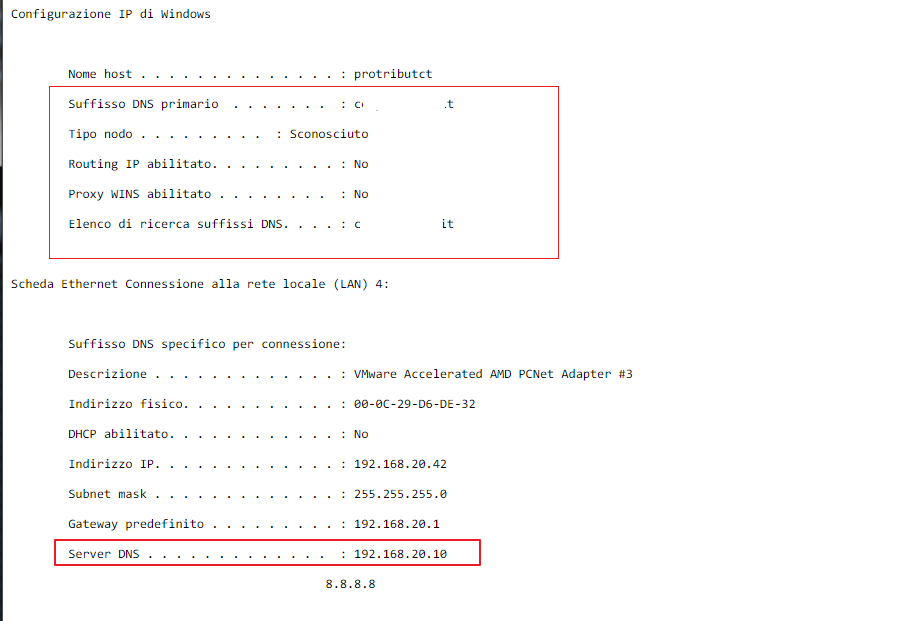 Configurazione IP di Windows
Nome host . . . . . . . . . . . . . . : protributct
Suffisso DNS primario . . . . . . . : c .t
Tipo nodo . . . . . . . . . : Sconosciuto
Routing IP abilitato. . . . . . . . . : No
Proxy WINS abilitato . . . . . . . . : No
Elenco di ricerca suffissi DNS. . . . : c it
Scheda Ethernet Connessione alla rete locale (LAN) 4:
Suffisso DNS specifico per connessione:
Descrizione . . . . . . . . . . . . . : VMware Accelerated AMD PCNet Adapter #3
Indirizzo fisico. . . . . . . . . . . : 00-0C-29-D6-DE-32
DHCP abilitato. . . . . . . . . . . . : No
Indirizzo IP. . . . . . . . . . . . . : 192.168.20.42
Subnet mask . . . . . . . . . . . . . : 255.255.255.0
Gateway predefinito . . . . . . . . . : 192.168.20.1
Server DNS . . . . . . . . . . . . . : 192.168.20.10
8.8.8.8